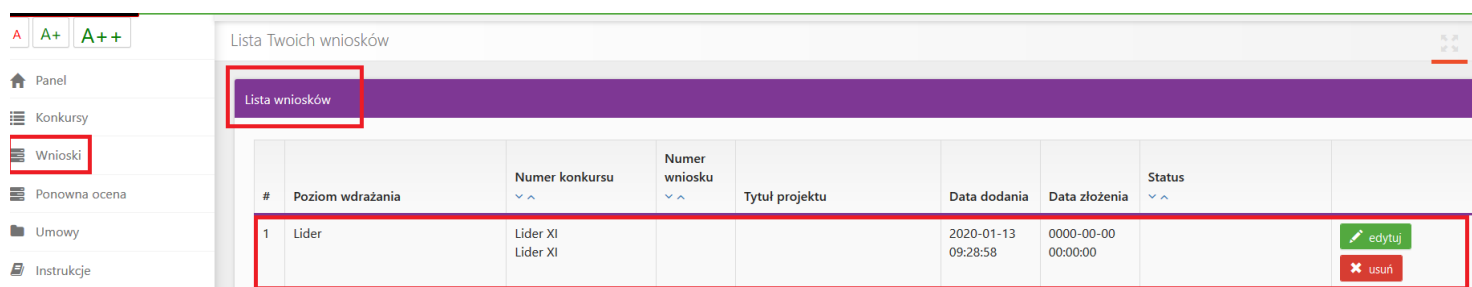 A A+ A++
Lista Twoich wniosków
Panel
Lista wniosków
Konkursy
Wnioski
Ponowna ocena
Umowy
Instrukcje
# Poziom wdrażania Numer konkursu Numer wniosku Tytuł projektu Data dodania Data złożenia Status
1 Lider Lider XI 2020-01-13 0000-00-00 edytuj
Lider XI 09:28:58 00:00:00 usuń